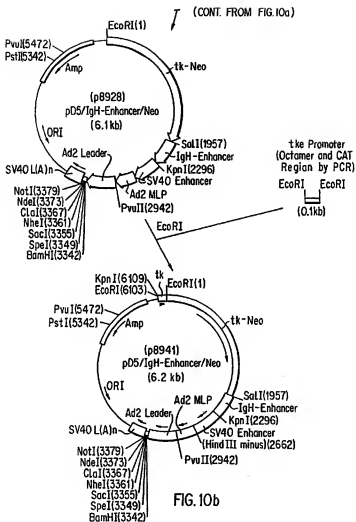 (CONT. FROM FIG.10a)
EcoRI(1)
PvuI(5472)
PstI(5342)
Amp
tk-Neo
(p8928)
pD5/IgH-Enhancer/Neo
(6.1 kb)
ORI
SalI(1957)
IgH-Enhancer
KpnI(2296)
SV40 Enhancer
Ad2 MLP
PvuII(2942)
Ad2 Leader
SV40 L(A)n
NotI(3379)
NdeI(3373)
ClaI(3367)
NheI(3361)
SacI(3355)
SpeI(3349)
BamHI(3342)
tke Promoter
(Octamer and CAT
Region by PCR)
EcoRI EcoRI
(0.1kb)
EcoRI
tk
KpnI(6109)
EcoRI(6103)
EcoRI(1)
PvuI(5472)
PstI(5342)
Amp
tk-Neo
(p8941)
pD5/IgH-Enhancer/Neo
(6.2 kb)
ORI
SalI(1957)
IgH-Enhancer
KpnI(2296)
SV40 Enhancer
(Hind III minus)(2662)
Ad2 MLP
Ad2 Leader
PvuII(2942)
SV40 L(A)n
NotI(3379)
NdeI(3373)
ClaI(3367)
NheI(3361)
SacI(3355)
SpeI(3349)
BamHI(3342)
FIG. 10b